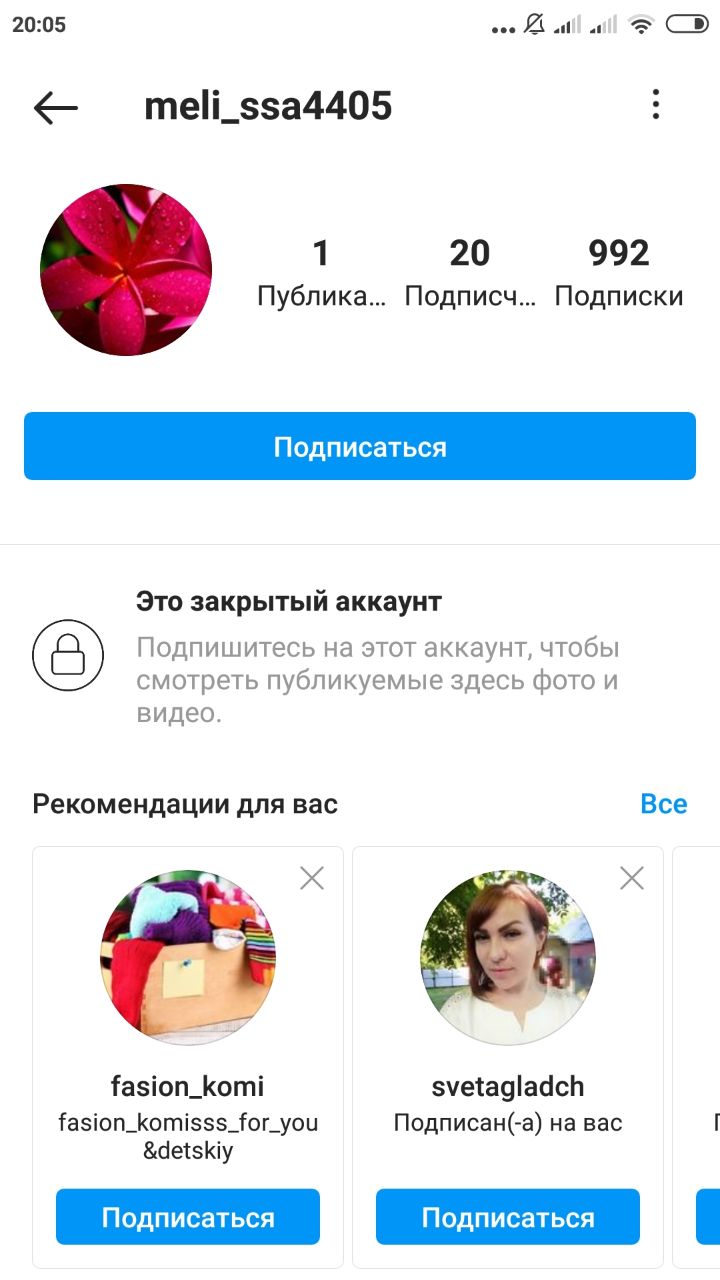 20:05
meli_ssa4405
1 20 992
Публика... Подписч... Подписки
Подписаться
Это закрытый аккаунт
Подпишитесь на этот аккаунт, чтобы
смотреть публикуемые здесь фото и
видео.
Рекомендации для вас Все
fasion_komi svetagladch
fasion_komisss_for_you Подписан(-а) на вас
&detskiy
Подписаться Подписаться